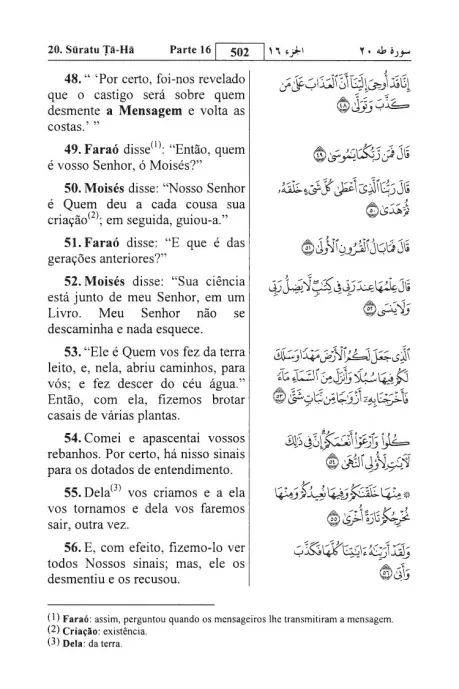 20. Sūratu Ṭā-Hā Parte 16 502 الجزء ١٦ سورة طه ٢٠
48. “ ‘Por certo, foi-nos revelado
que o castigo será sobre quem
desmente a Mensagem e volta as
costas.’ ”
إِنَّا قَدْ أُوحِىَ إِلَيْنَا أَنَّ ٱلْعَذَابَ عَلَىٰ مَن
كَذَّبَ وَتَوَلَّىٰ ٤٨
49. Faraó disse(1): “Então, quem
é vosso Senhor, ó Moisés?”
قَالَ فَمَن رَّبُّكُمَا يَٰمُوسَىٰ ٤٩
50. Moisés disse: “Nosso Senhor
é Quem deu a cada cousa sua
criação(2); em seguida, guiou-a.”
قَالَ رَبُّنَا ٱلَّذِىٓ أَعْطَىٰ كُلَّ شَىْءٍ خَلْقَهُۥ
ثُمَّ هَدَىٰ ٥٠
51. Faraó disse: “E que é das
gerações anteriores?”
قَالَ فَمَا بَالُ ٱلْقُرُونِ ٱلْأُولَىٰ ٥١
52. Moisés disse: “Sua ciência
está junto de meu Senhor, em um
Livro. Meu Senhor não se
descaminha e nada esquece.
قَالَ عِلْمُهَا عِندَ رَبِّى فِى كِتَٰبٍ لَّا يَضِلُّ رَبِّى
وَلَا يَنسَى ٥٢
53. “Ele é Quem vos fez da terra
leito, e, nela, abriu caminhos, para
vós; e fez descer do céu água.”
Então, com ela, fizemos brotar
casais de várias plantas.
ٱلَّذِى جَعَلَ لَكُمُ ٱلْأَرْضَ مَهْدًا وَسَلَكَ
لَكُمْ فِيهَا سُبُلًا وَأَنزَلَ مِنَ ٱلسَّمَآءِ مَآءً
فَأَخْرَجْنَا بِهِۦٓ أَزْوَٰجًا مِّن نَّبَاتٍ شَتَّىٰ ٥٣
54. Comei e apascentai vossos
rebanhos. Por certo, há nisso sinais
para os dotados de entendimento.
كُلُوا۟ وَٱرْعَوْا۟ أَنْعَٰمَكُمْ إِنَّ فِى ذَٰلِكَ
لَءَايَٰتٍ لِّأُو۟لِى ٱلنُّهَىٰ ٥٤
55. Dela(3) vos criamos e a ela
vos tornamos e dela vos faremos
sair, outra vez.
۞ مِنْهَا خَلَقْنَٰكُمْ وَفِيهَا نُعِيدُكُمْ وَمِنْهَا
نُخْرِجُكُمْ تَارَةً أُخْرَىٰ ٥٥
56. E, com efeito, fizemo-lo ver
todos Nossos sinais; mas, ele os
desmentiu e os recusou.
وَلَقَدْ أَرَيْنَٰهُ ءَايَٰتِنَا كُلَّهَا فَكَذَّبَ
وَأَبَىٰ ٥٦
(1) Faraó: assim, perguntou quando os mensageiros lhe transmitiram a mensagem.
(2) Criação: existência.
(3) Dela: da terra.